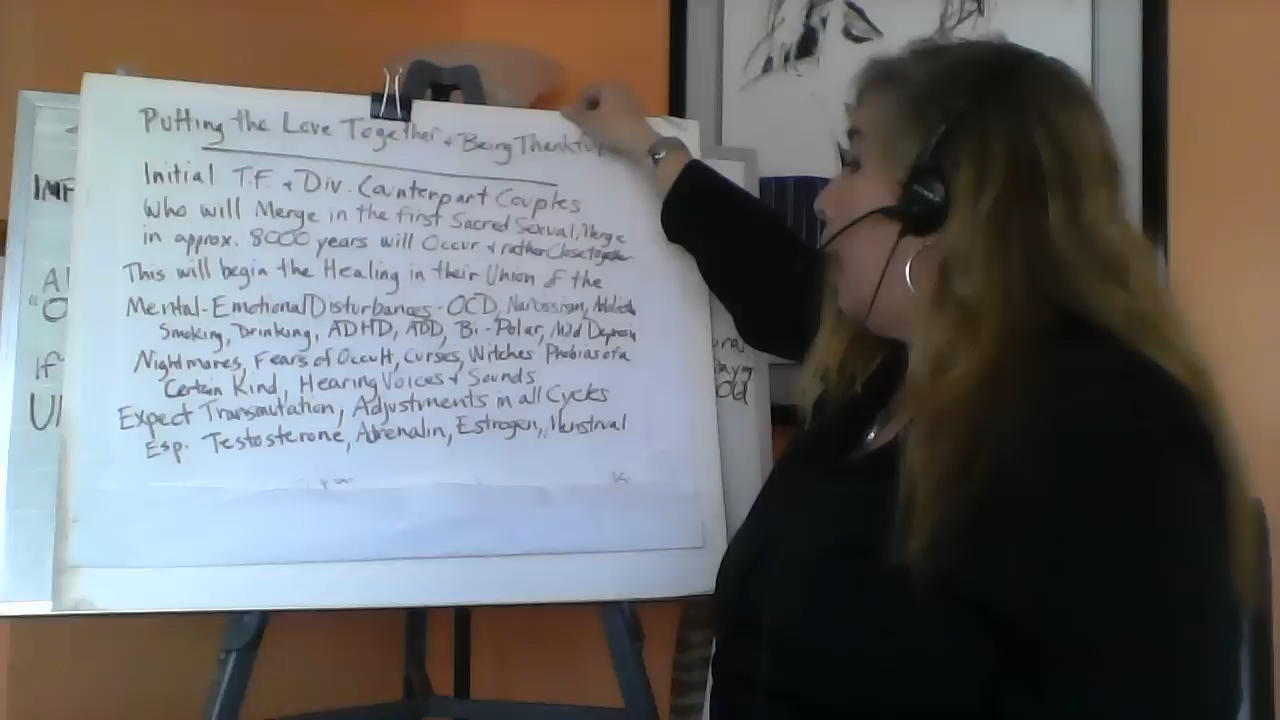 Putting the Love Together + Being
Initial T.F. + Div. Counterpart Couples
Who will Merge in the first Sacred Sexual, Merge
in approx. 8000 years will Occur + rather Close together
This will begin the Healing in their Union of the
Mental-Emotional Disturbances - OCD, Narcissism,
Smoking, Drinking, ADHD, ADD, Bi-Polar, Mild
Nightmares, Fears of Occult, Curses, Witches Phobias of a
Certain Kind, Hearing Voices + Sounds
Expect Transmutation, Adjustments in all Cycles
Esp. Testosterone, Adrenalin, Estrogen, Menstrual
If
Old